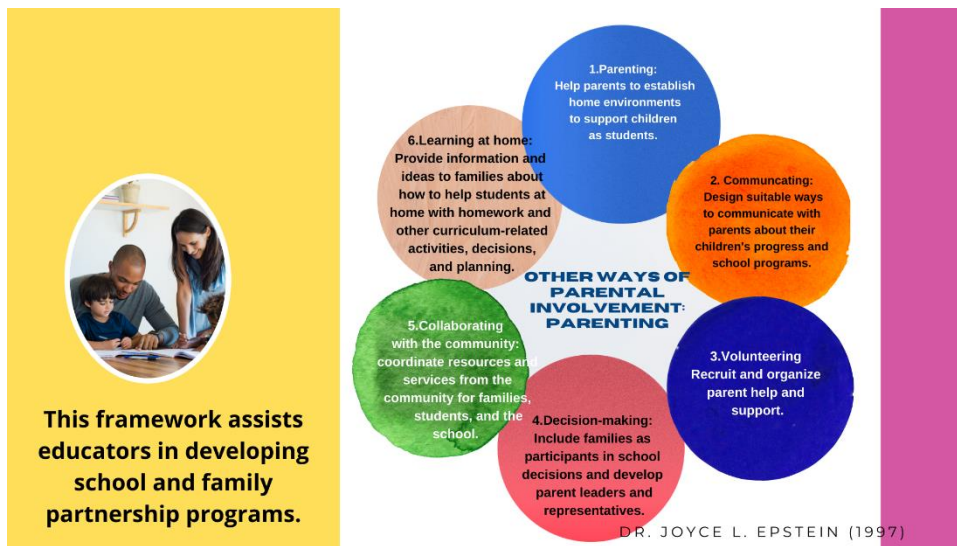 1.Parenting:
Help parents to establish
home environments
to support children
as students.
2. Communcating:
Design suitable ways
to communicate with
parents about their
children's progress and
school programs.
3.Volunteering
Recruit and organize
parent help and
support.
4.Decision-making:
Include families as
participants in school
decisions and develop
parent leaders and
representatives.
5.Collaborating
with the community:
coordinate resources and
services from the
community for families,
students, and the
school.
6.Learning at home:
Provide information and
ideas to families about
how to help students at
home with homework and
other curriculum-related
activities, decisions,
and planning.
OTHER WAYS OF
PARENTAL
INVOLVEMENT:
PARENTING
This framework assists
educators in developing
school and family
partnership programs.
DR. JOYCE L. EPSTEIN (1997)